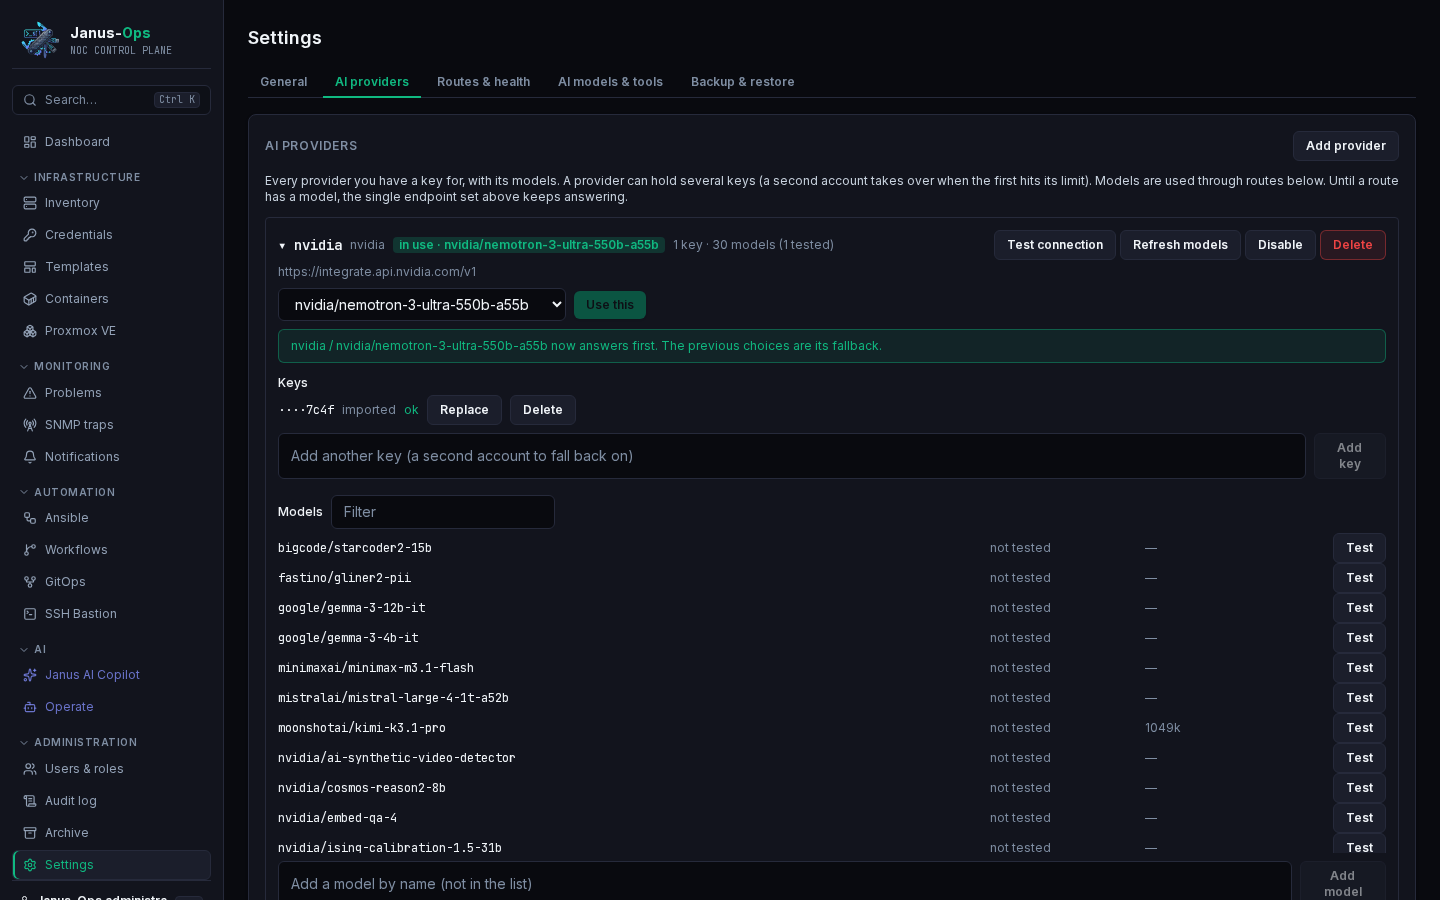 Janus-Ops
NOC CONTROL PLANE
Search…
Ctrl K
Dashboard
INFRASTRUCTURE
Inventory
Credentials
Templates
Containers
Proxmox VE
MONITORING
Problems
SNMP traps
Notifications
AUTOMATION
Ansible
Workflows
GitOps
SSH Bastion
AI
Janus AI Copilot
Operate
ADMINISTRATION
Users & roles
Audit log
Archive
Settings
Janus-Ops administra
Settings
General
AI providers
Routes & health
AI models & tools
Backup & restore
AI PROVIDERS
Add provider
Every provider you have a key for, with its models. A provider can hold several keys (a second account takes over when the first hits its limit). Models are used through routes below. Until a route
has a model, the single endpoint set above keeps answering.
▾ nvidia nvidia in use · nvidia/nemotron-3-ultra-550b-a55b 1 key · 30 models (1 tested)
Test connection
Refresh models
Disable
Delete
https://integrate.api.nvidia.com/v1
nvidia/nemotron-3-ultra-550b-a55b
Use this
nvidia / nvidia/nemotron-3-ultra-550b-a55b now answers first. The previous choices are its fallback.
Keys
····7c4f imported ok Replace Delete
Add another key (a second account to fall back on)
Add
key
Models
Filter
bigcode/starcoder2-15b not tested — Test
fastino/gliner2-pii not tested — Test
google/gemma-3-12b-it not tested — Test
google/gemma-3-4b-it not tested — Test
minimaxai/minimax-m3.1-flash not tested — Test
mistralai/mistral-large-4-1t-a52b not tested — Test
moonshotai/kimi-k3.1-pro not tested 1049k Test
nvidia/ai-synthetic-video-detector not tested — Test
nvidia/cosmos-reason2-8b not tested — Test
nvidia/embed-qa-4 not tested — Test
nvidia/ising-calibration-1.5-31b not tested — Test
Add a model by name (not in the list)
Add
model